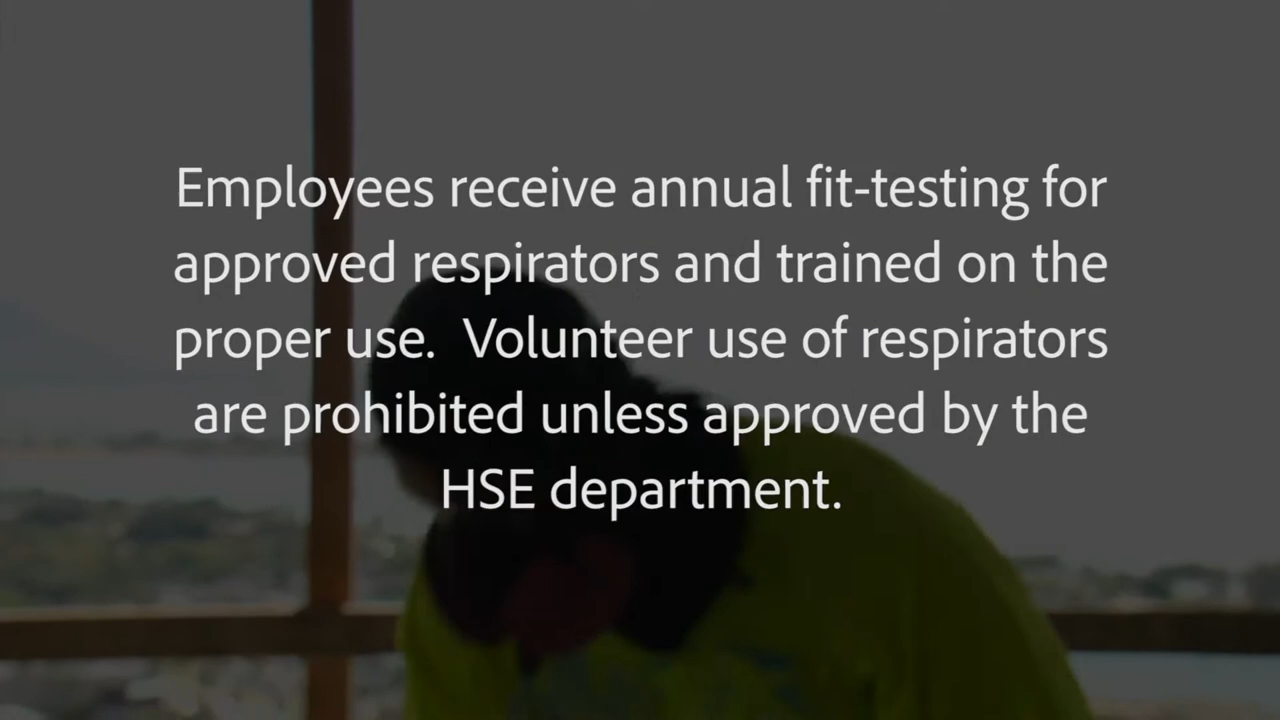 Employees receive annual fit-testing for
approved respirators and trained on the
proper use.  Volunteer use of respirators
are prohibited unless approved by the
HSE department.